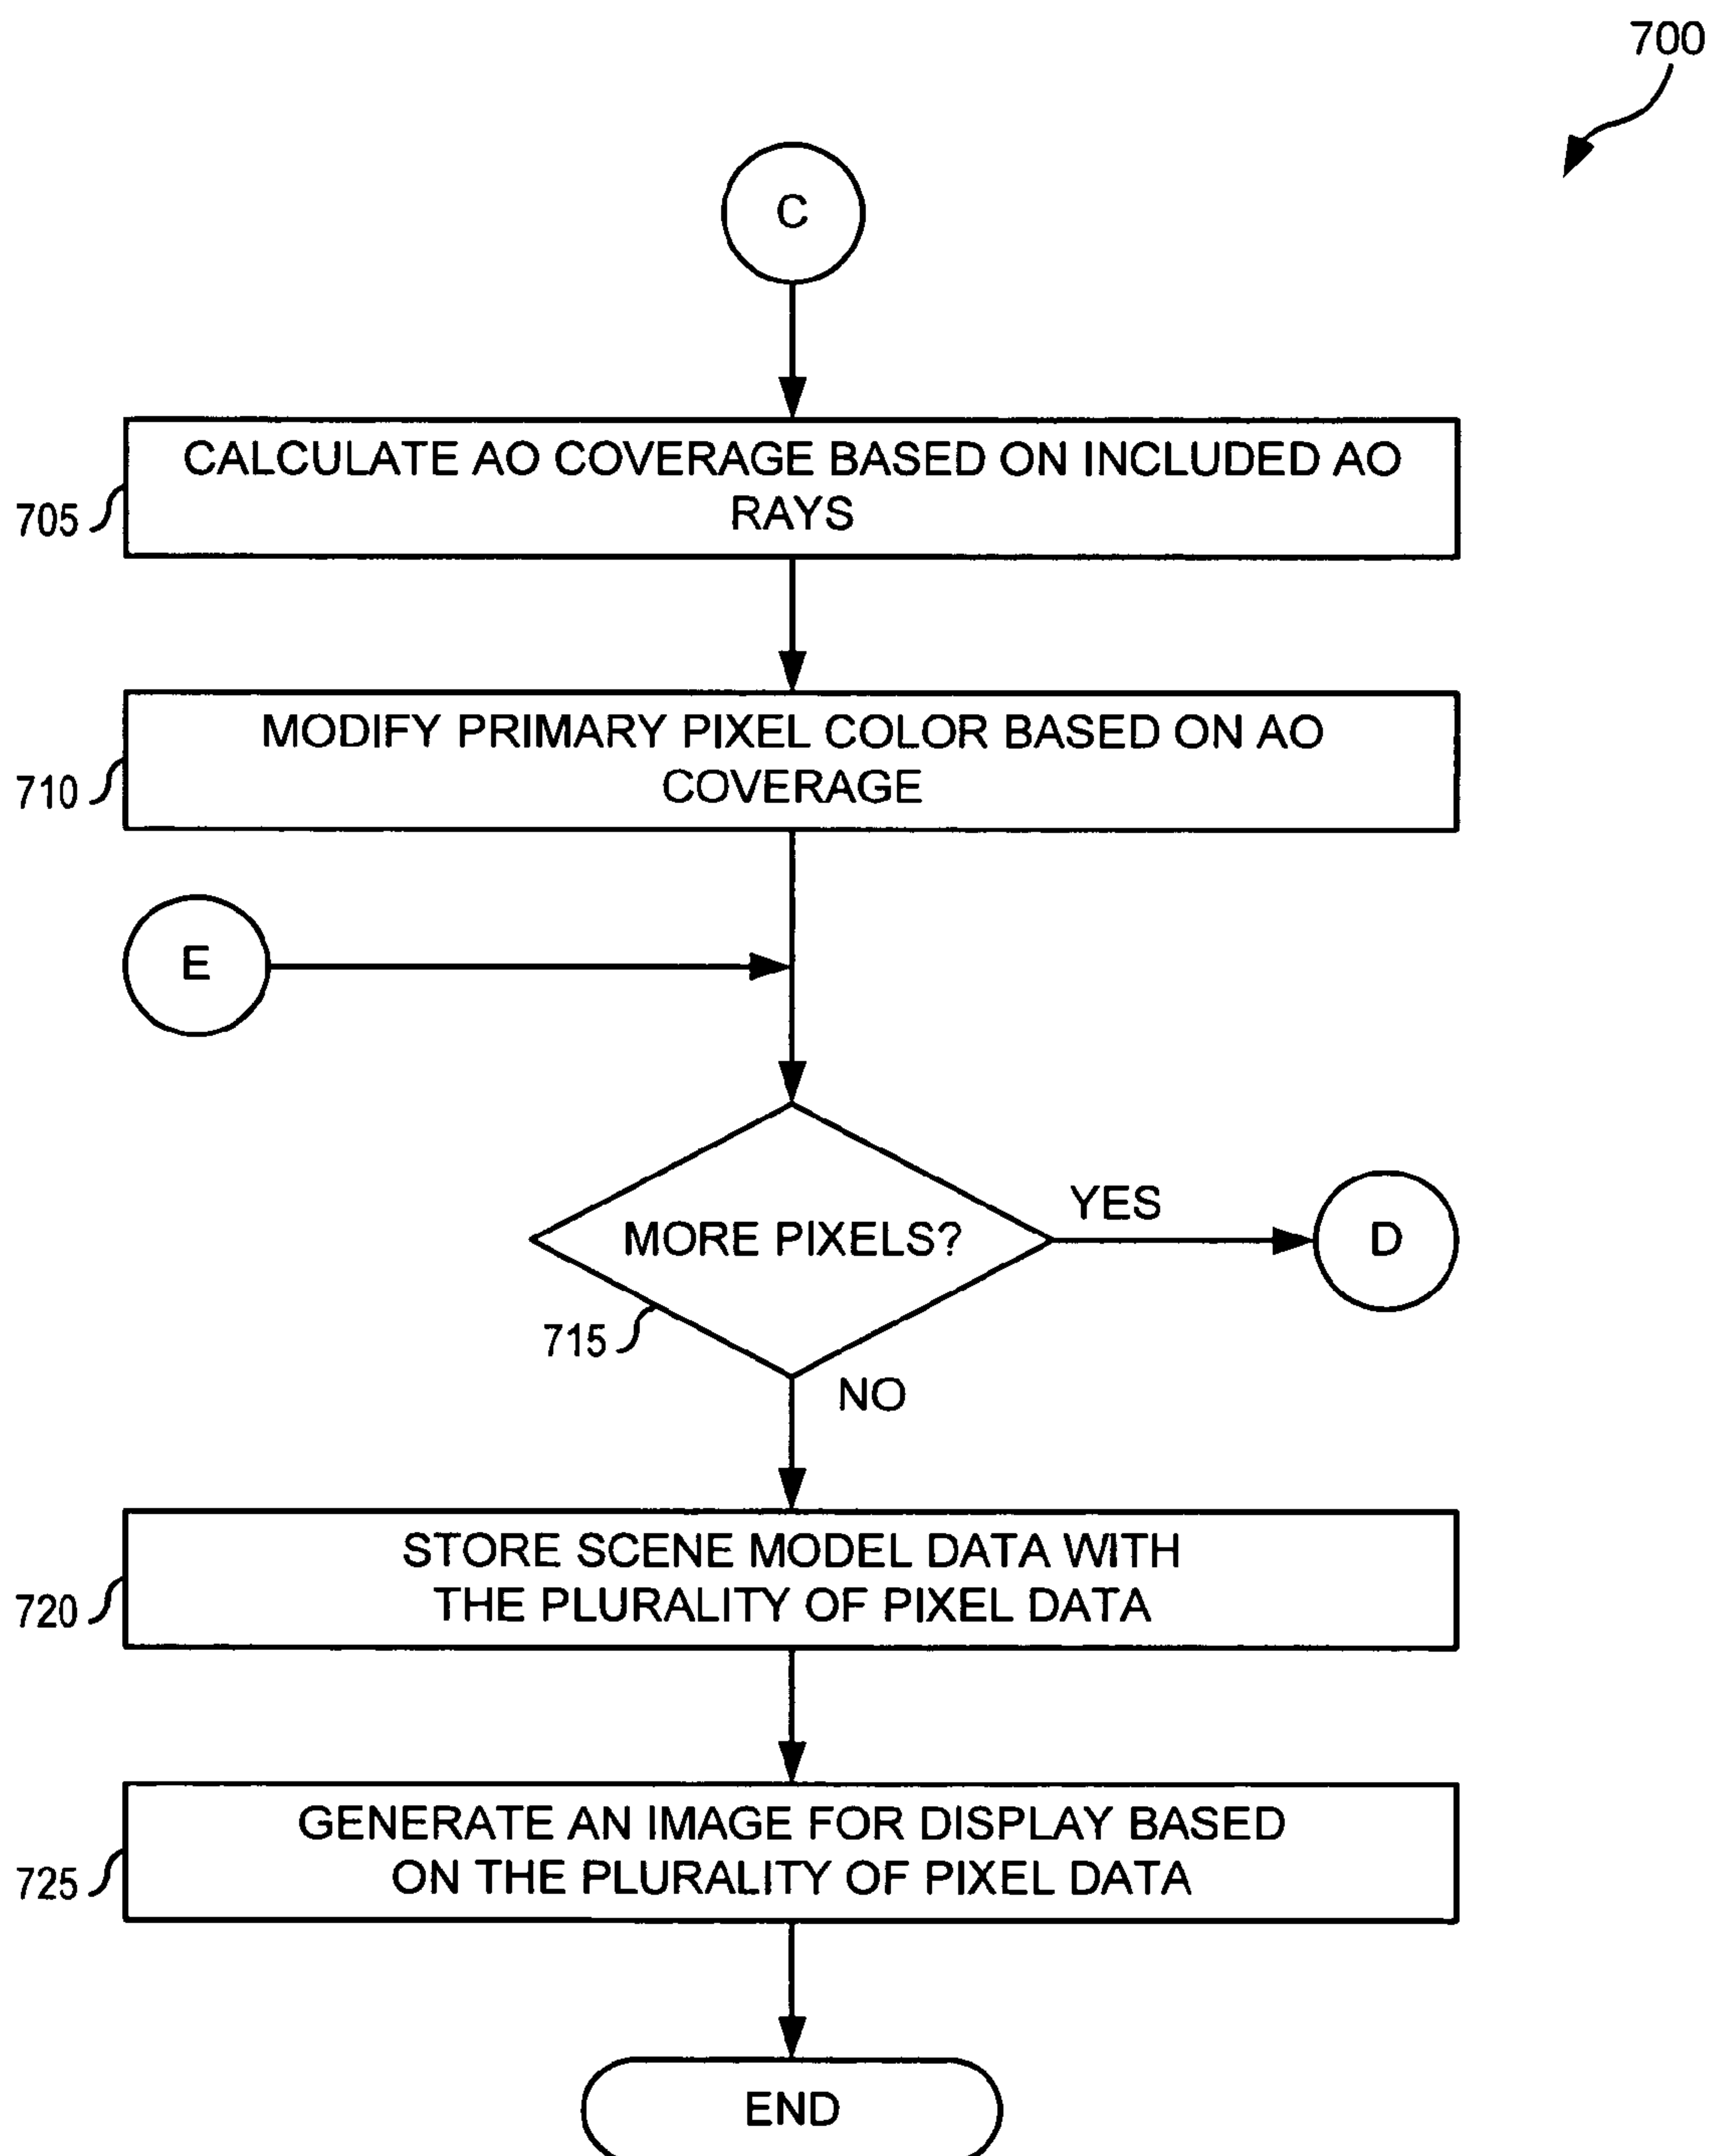 700
C
CALCULATE AO COVERAGE BASED ON INCLUDED AO
RAYS
705
MODIFY PRIMARY PIXEL COLOR BASED ON AO
COVERAGE
710
E
MORE PIXELS?
YES
D
715
NO
STORE SCENE MODEL DATA WITH
THE PLURALITY OF PIXEL DATA
720
GENERATE AN IMAGE FOR DISPLAY BASED
ON THE PLURALITY OF PIXEL DATA
725
END